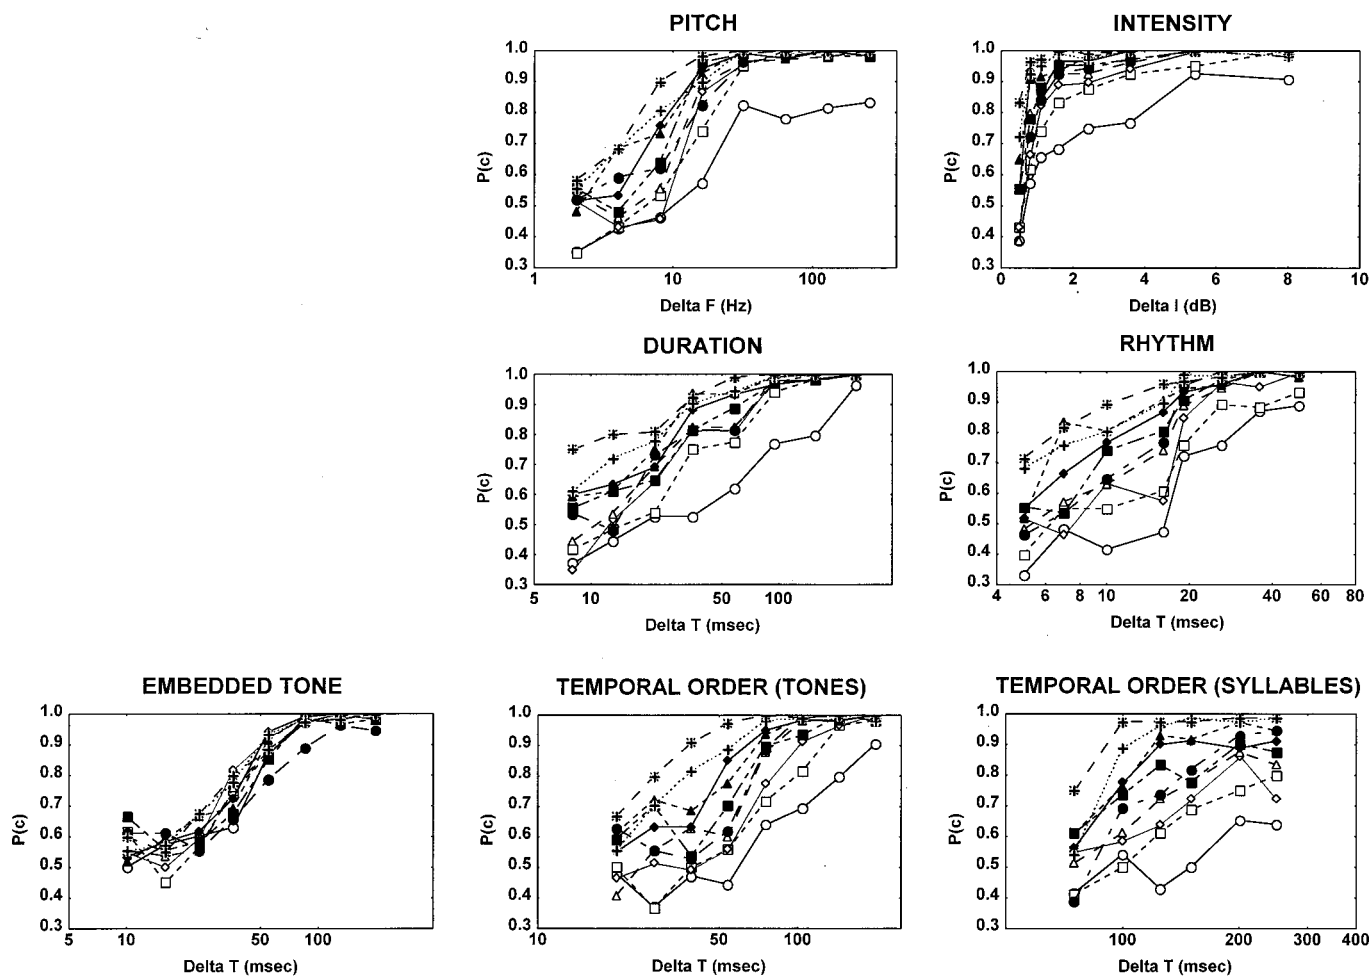 PITCH
1.0
0.9
0.8
0.7
0.6
0.5
0.4
0.3
P(c)
1 10 100
Delta F (Hz)
INTENSITY
1.0
0.9
0.8
0.7
0.6
0.5
0.4
0.3
P(c)
0 2 4 6 8 10
Delta I (dB)
DURATION
1.0
0.9
0.8
0.7
0.6
0.5
0.4
0.3
P(c)
5 10 50 100
Delta T (msec)
RHYTHM
1.0
0.9
0.8
0.7
0.6
0.5
0.4
0.3
P(c)
4 6 8 10 20 40 60 80
Delta T (msec)
EMBEDDED TONE
1.0
0.9
0.8
0.7
0.6
0.5
0.4
0.3
P(c)
5 10 50 100
Delta T (msec)
TEMPORAL ORDER (TONES)
1.0
0.9
0.8
0.7
0.6
0.5
0.4
0.3
P(c)
10 50 100
Delta T (msec)
TEMPORAL ORDER (SYLLABLES)
1.0
0.9
0.8
0.7
0.6
0.5
0.4
0.3
P(c)
100 200 300 400
Delta T (msec)